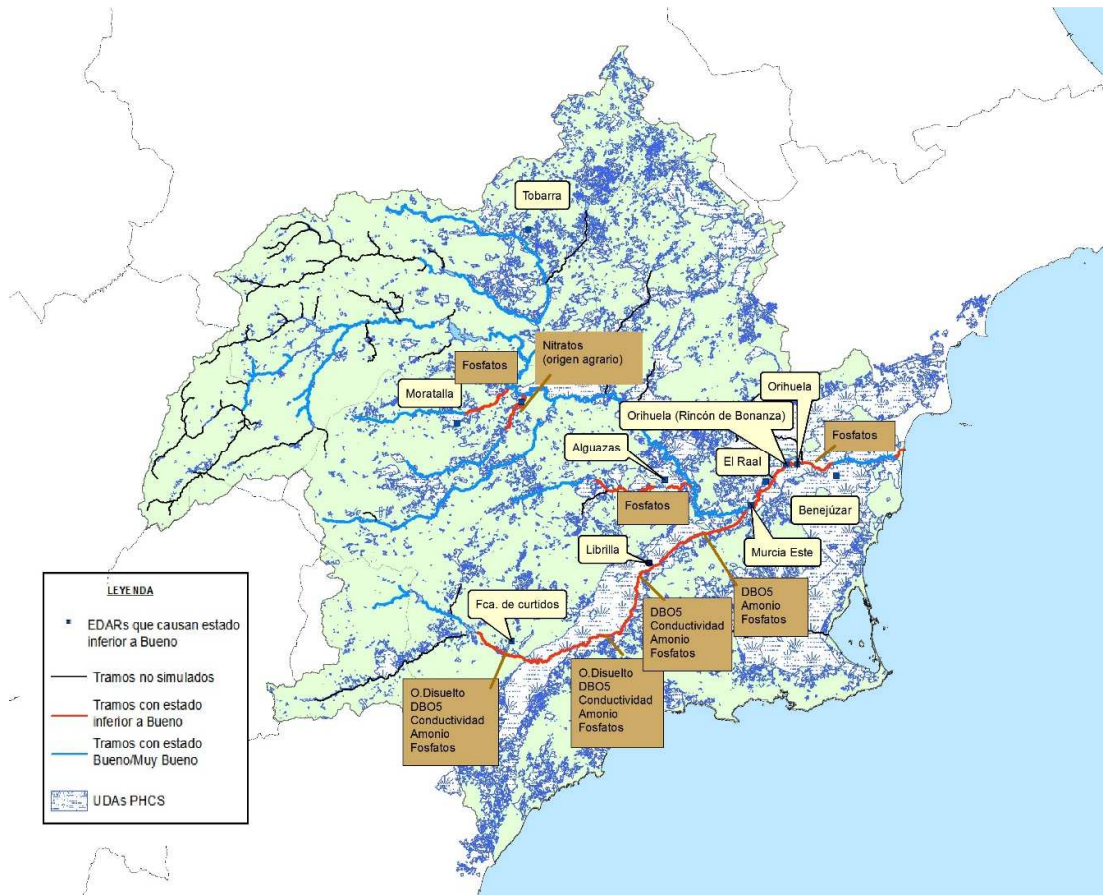 Tobarra
Nitratos
(origen agrario)
Fosfatos
Moratalla
Orihuela
Orihuela (Rincón de Bonanza)
Fosfatos
Alguazas
El Raal
Fosfatos
Benejúzar
Murcia Este
Librilla
DBO5
Amonio
Fosfatos
Fca. de curtidos
DBO5
Conductividad
Amonio
Fosfatos
O.Disuelto
DBO5
Conductividad
Amonio
Fosfatos
O.Disuelto
DBO5
Conductividad
Amonio
Fosfatos
LEYENDA
EDARs que causan estado
inferior a Bueno
Tramos no simulados
Tramos con estado
inferior a Bueno
Tramos con estado
Bueno/Muy Bueno
UDAs PHCS